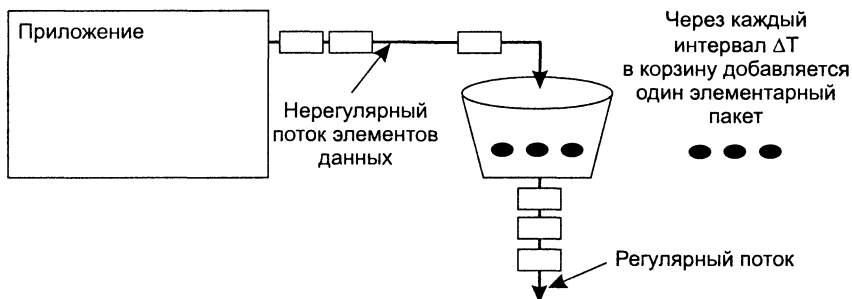 Приложение
Нерегулярный
поток элементов
данных
Через каждый
интервал ΔT
в корзину добавляется
один элементарный
пакет
Регулярный поток